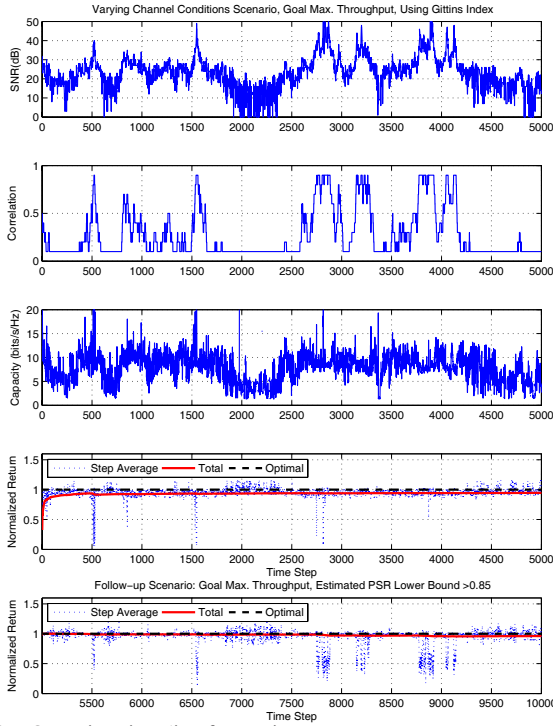 Varying Channel Conditions Scenario, Goal Max. Throughput, Using Gittins Index
SNR(dB)
50
40
30
20
10
0
0 500 1000 1500 2000 2500 3000 3500 4000 4500 5000
Correlation
1
0.5
0
0 500 1000 1500 2000 2500 3000 3500 4000 4500 5000
Capacity (bits/s/Hz)
20
15
10
5
0
0 500 1000 1500 2000 2500 3000 3500 4000 4500 5000
Normalized Return
1.5
1
0.5
0
Step Average Total Optimal
0 500 1000 1500 2000 2500 3000 3500 4000 4500 5000
Time Step
Follow-up Scenario: Goal Max. Throughput, Estimated PSR Lower Bound >0.85
Normalized Return
1.5
1
0.5
0
Step Average Total Optimal
5500 6000 6500 7000 7500 8000 8500 9000 9500 10000